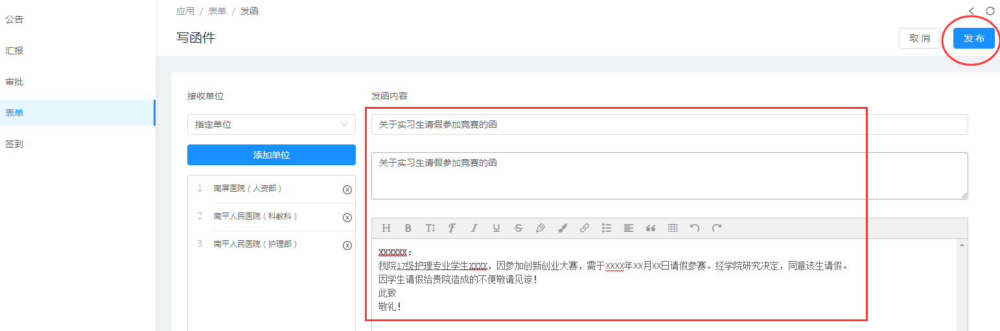 公告
汇报
审批
表单
签到
应用 / 表单 / 发函
写函件
取 消
发 布
接收单位
指定单位
添加单位
1 南屏医院（人资部）
2 南平人民医院（科教科）
3 南平人民医院（护理部）
发函内容
关于实习生请假参加竞赛的函
关于实习生请假参加竞赛的函
XXXXXX：
我院17级护理专业学生XXXX，因参加创新创业大赛，需于XXXX年XX月XX日请假参赛。经学院研究决定，同意该生请假。
因学生请假给贵院造成的不便敬请见谅！
此致
敬礼！